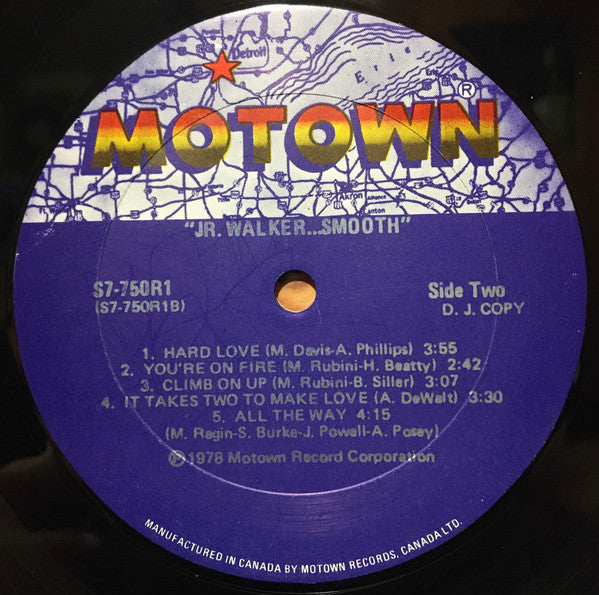 Detroit
Erie
MOTOWN®
Akron
Canton
"JR. WALKER...SMOOTH"
S7-750R1
(S7-750R1B)
Side Two
D. J. COPY
1. HARD LOVE (M. Davis-A. Phillips) 3:55
2. YOU'RE ON FIRE (M. Rubini-H. Beatty) 2:42
3. CLIMB ON UP (M. Rubini-B. Siller) 3:07
4. IT TAKES TWO TO MAKE LOVE (A. DeWalt) 3:30
5. ALL THE WAY 4:15
(M. Ragin-S. Burke-J. Powell-A. Posey)
℗ 1978 Motown Record Corporation
MANUFACTURED IN CANADA BY MOTOWN RECORDS, CANADA LTD.